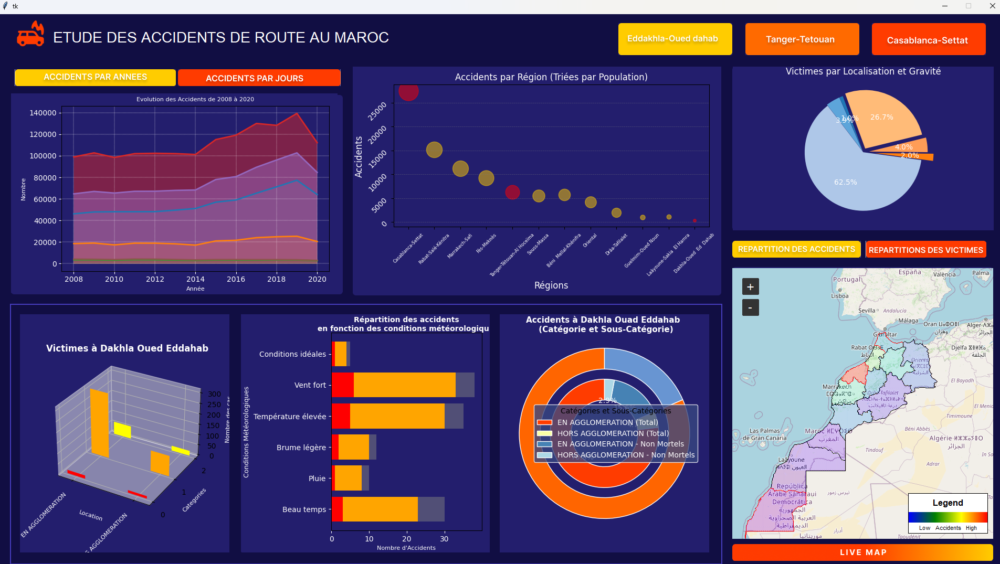 tk
ETUDE DES ACCIDENTS DE ROUTE AU MAROC
Eddakhla-Oued dahab
Tanger-Tetouan
Casablanca-Settat
ACCIDENTS PAR ANNEES
ACCIDENTS PAR JOURS
Evolution des Accidents de 2008 à 2020
140000
120000
100000
80000
60000
40000
20000
0
Nombre
2008
2010
2012
2014
2016
2018
2020
Année
Accidents par Région (Triées par Population)
25000
20000
15000
10000
5000
0
Accidents
Casablanca-Settat
Rabat-Salé-Kénitra
Marrakech-Safi
Fès-Meknès
Tanger-Tétouan-Al Hoceïma
Souss-Massa
Béni Mellal-Khénifra
Oriental
Drâa-Tafilalet
Guelmim-Oued Noun
Laâyoune-Sakia El Hamra
Dakhla-Oued Ed Dahab
Régions
Victimes par Localisation et Gravité
26.7%
1.0%
3.9%
4.0%
2.0%
62.5%
REPARTITION DES ACCIDENTS
REPARTITIONS DES VICTIMES
Victimes à Dakhla Oued Eddahab
300
250
200
150
100
50
0
Nombre des cas
2
1
0
Categories
Location
EN AGGLOMERATION
AGGLOMERATION
Répartition des accidents
en fonction des conditions météorologiqu
Conditions idéales
Vent fort
Température élevée
Brume légère
Pluie
Beau temps
Conditions Météorologiques
0
10
20
30
Nombre d'Accidents
Accidents à Dakhla Ouad Eddahab
(Catégorie et Sous-Catégorie)
2.9%
Catégories et Sous-Catégories
EN AGGLOMERATION (Total)
HORS AGGLOMERATION (Total)
EN AGGLOMERATION - Non Mortels
HORS AGGLOMERATION - Non Mortels
+
-
España
València
Palma
Portugal
Lisboa
Sevilla
Andalucía
Málaga
Gibraltar
Oran
وهران
Alger
الجزائر
Rabat
الرباط
Djelfa
الجلفة
El Bayadh
Marrakech
مراكش
Timimoune
Béni Abbès
Las Palmas
de Gran Canaria
Maroc
Algérie
الجزائر
Tindouf
Adrar
In So
Laâyoune
العيون
República
Árabe Saharaui
Democrática
الجمهورية
العربية الصحراوية
الديمقراطية
تيرس زمور
أدرار
موريتانيا
Taoudénit
Legend
Low
Accidents
High
LIVE MAP